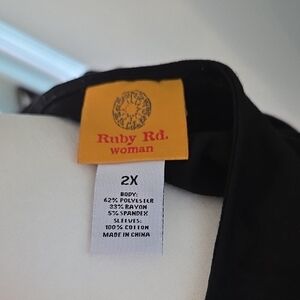 Ruby Rd.
woman
2X
BODY:
62% POLYESTER
33% RAYON
5% SPANDEX
SLEEVES:
100% COTTON
MADE IN CHINA